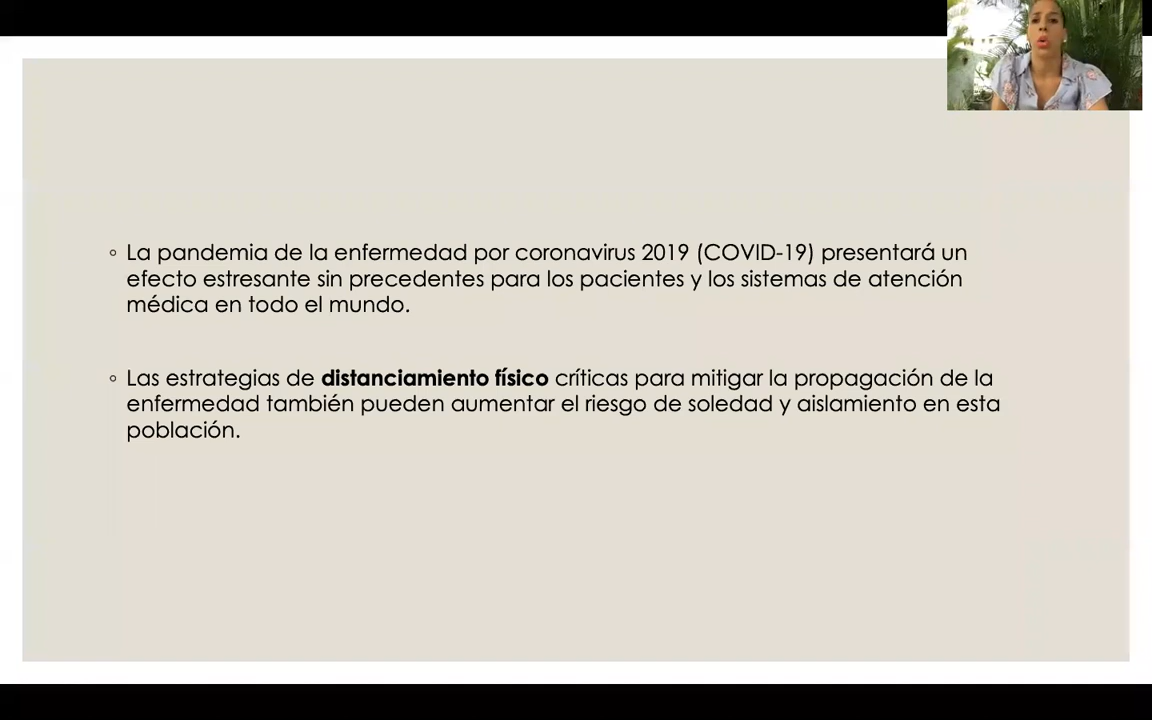 ◦ La pandemia de la enfermedad por coronavirus 2019 (COVID-19) presentará un
efecto estresante sin precedentes para los pacientes y los sistemas de atención
médica en todo el mundo.
◦ Las estrategias de distanciamiento físico críticas para mitigar la propagación de la
enfermedad también pueden aumentar el riesgo de soledad y aislamiento en esta
población.